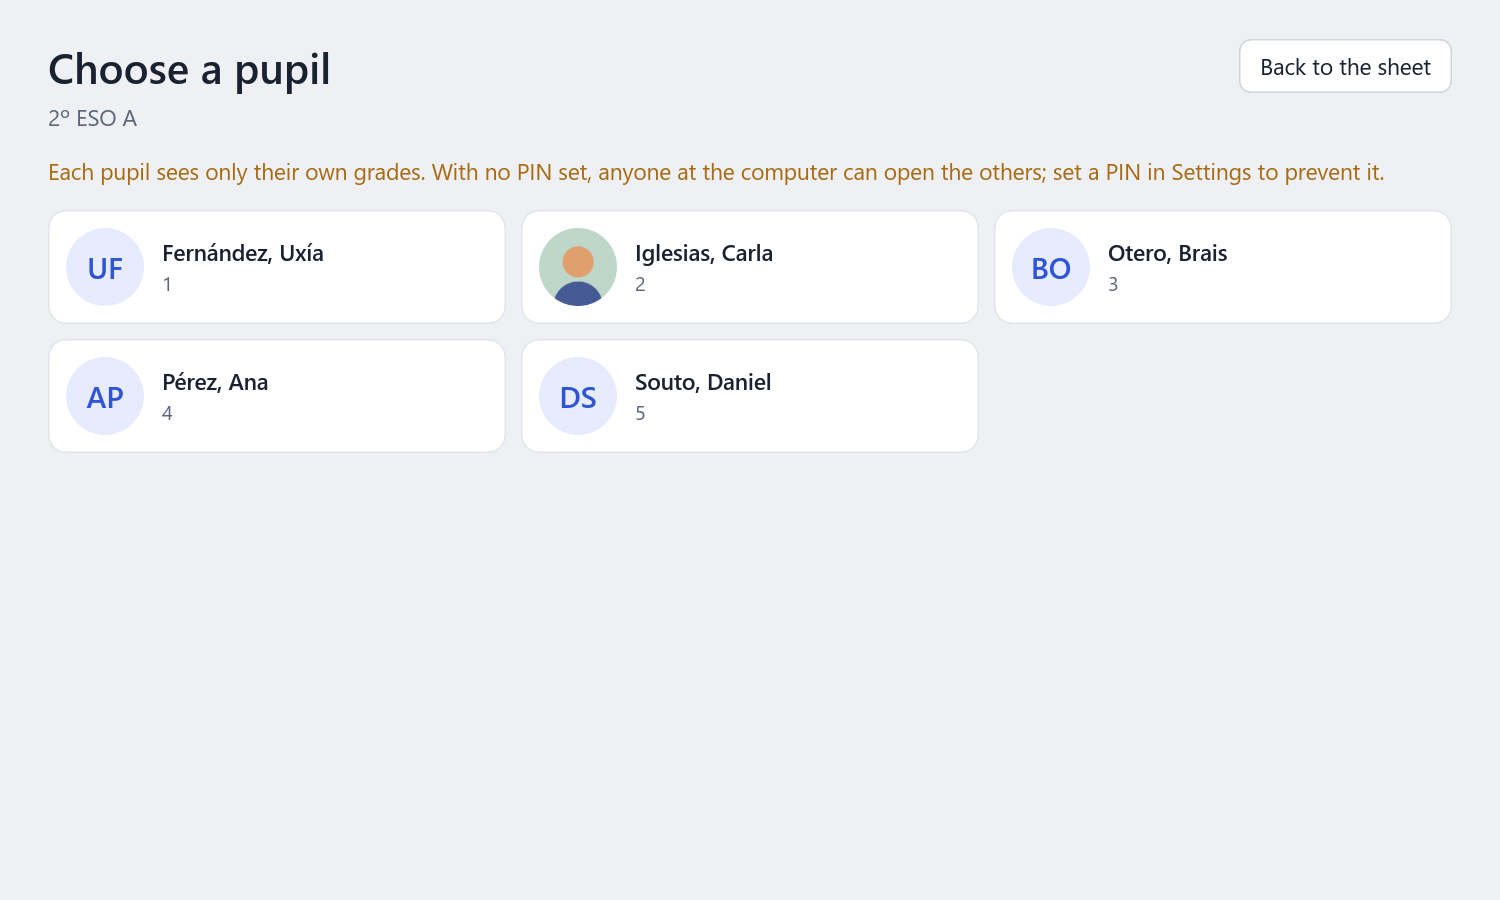 Choose a pupil
Back to the sheet
2º ESO A
Each pupil sees only their own grades. With no PIN set, anyone at the computer can open the others; set a PIN in Settings to prevent it.
UF
Fernández, Uxía
1
Iglesias, Carla
2
BO
Otero, Brais
3
AP
Pérez, Ana
4
DS
Souto, Daniel
5